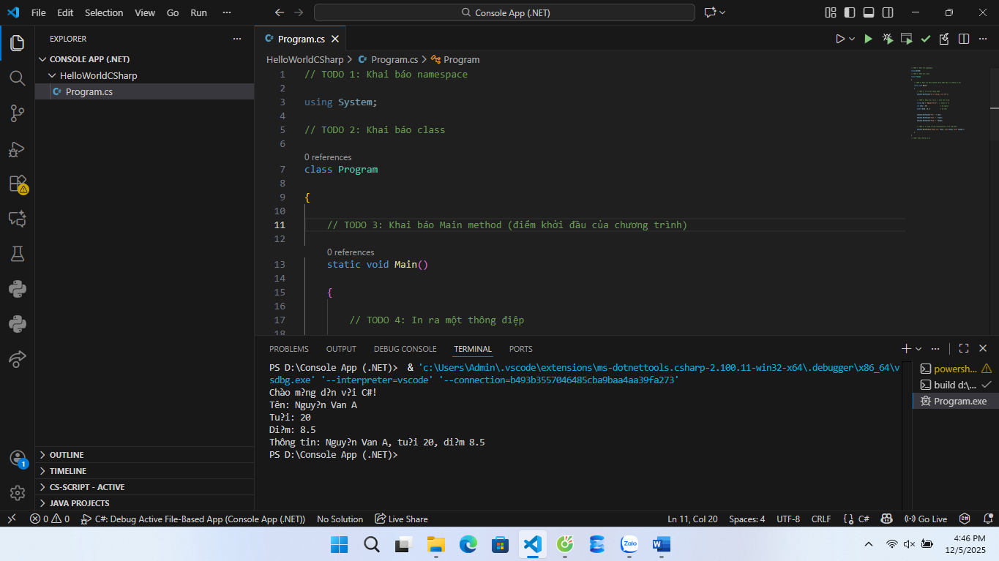 File Edit Selection View Go Run ··· Console App (.NET)
EXPLORER ···
CONSOLE APP (.NET)
HelloWorldCSharp
Program.cs
OUTLINE
TIMELINE
CS-SCRIPT - ACTIVE
JAVA PROJECTS
Program.cs
HelloWorldCSharp > Program.cs > Program
1 // TODO 1: Khai báo namespace
2
3 using System;
4
5 // TODO 2: Khai báo class
6
0 references
7 class Program
8
9 {
10
11 // TODO 3: Khai báo Main method (điểm khởi đầu của chương trình)
12
0 references
13 static void Main()
14
15 {
16
17 // TODO 4: In ra một thông điệp
18
PROBLEMS OUTPUT DEBUG CONSOLE TERMINAL PORTS
PS D:\Console App (.NET)> & 'c:\Users\Admin\.vscode\extensions\ms-dotnettools.csharp-2.100.11-win32-x64\.debugger\x86_64\v
sdbg.exe' '--interpreter=vscode' '--connection=b493b3557046485cba9baa4aa39fa273'
Chào m?ng d?n v?i C#!
Tên: Nguy?n Van A
Tu?i: 20
Di?m: 8.5
Thông tin: Nguy?n Van A, tu?i 20, di?m 8.5
PS D:\Console App (.NET)>
powersh...
build d:\...
Program.exe
1
0 0 C#: Debug Active File-Based App (Console App (.NET)) No Solution Live Share Ln 11, Col 20 Spaces: 4 UTF-8 CRLF {} C# Go Live
Zalo
4:46 PM
12/5/2025